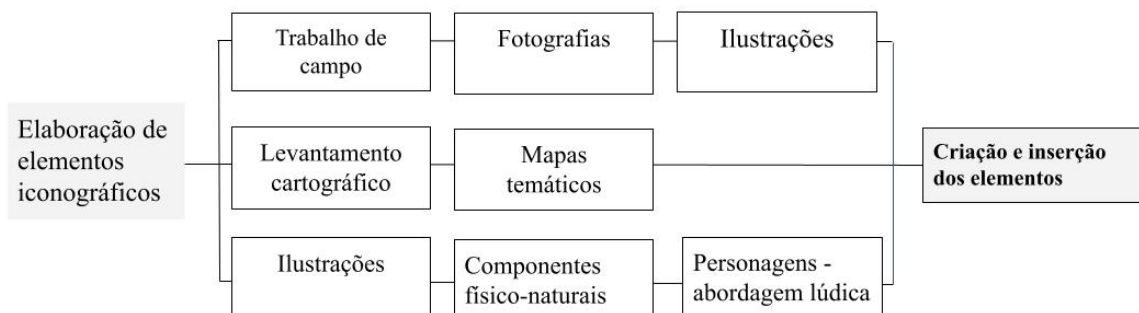 Elaboração de
elementos
iconográficos
Trabalho de
campo
Fotografias
Ilustrações
Levantamento
cartográfico
Mapas
temáticos
Ilustrações
Componentes
físico-naturais
Personagens -
abordagem lúdica
Criação e inserção
dos elementos